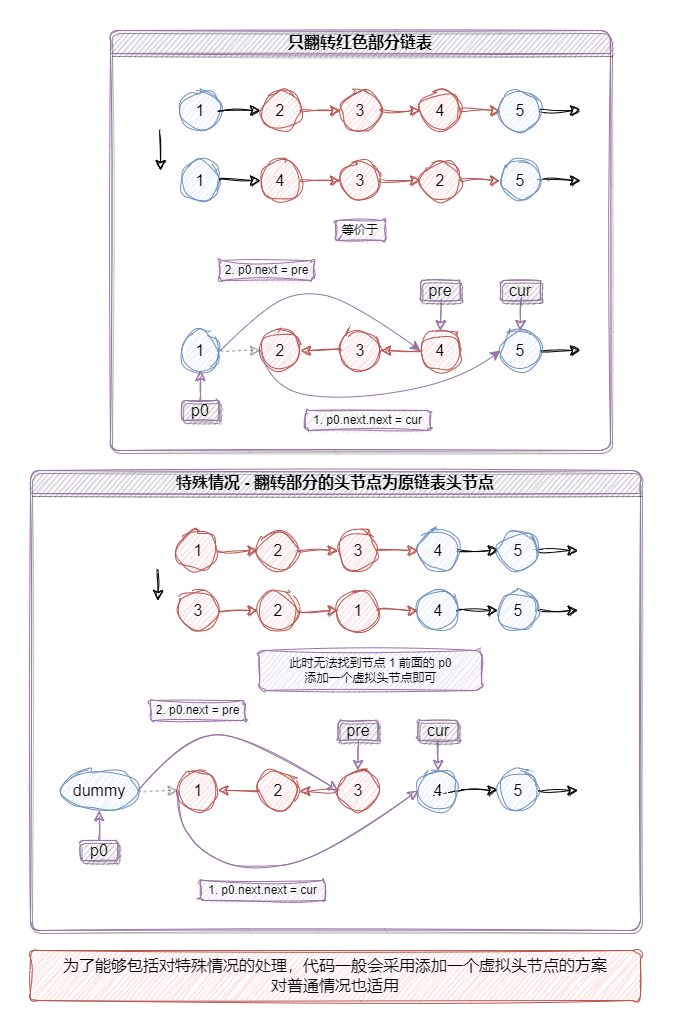 只翻转红色部分链表
1 2 3 4 5
1 4 3 2 5
等价于
2. p0.next = pre
pre cur
1 2 3 4 5
p0
1. p0.next.next = cur
特殊情况 - 翻转部分的头节点为原链表头节点
1 2 3 4 5
3 2 1 4 5
此时无法找到节点 1 前面的 p0
添加一个虚拟头节点即可
2. p0.next = pre
pre cur
dummy 1 2 3 4 5
p0
1. p0.next.next = cur
为了能够包括对特殊情况的处理，代码一般会采用添加一个虚拟头节点的方案
对普通情况也适用